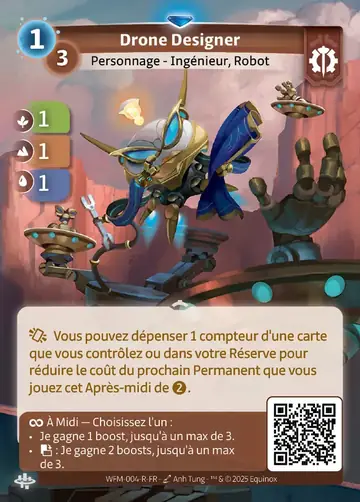 1
Drone Designer
3
Personnage - Ingénieur, Robot
1
1
1
Vous pouvez dépenser 1 compteur d'une carte
que vous contrôlez ou dans votre Réserve pour
réduire le coût du prochain Permanent que vous
jouez cet Après-midi de 2.
À Midi — Choisissez l'un :
• Je gagne 1 boost, jusqu'à un max de 3.
• : Je gagne 2 boosts, jusqu'à un max
de 3.
WFM-004-R-FR - Anh Tung - ™ & © 2025 Equinox